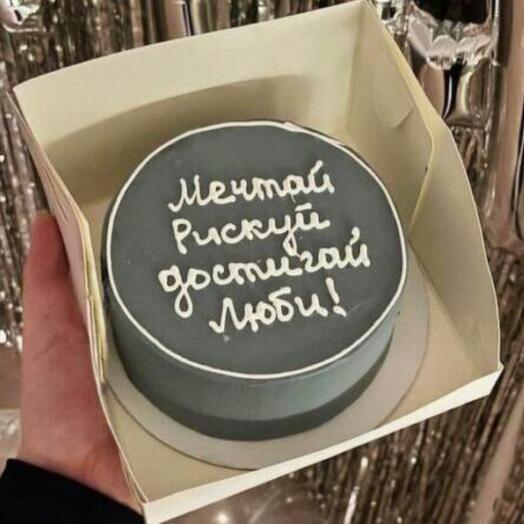 Мечтай
Рискуй
достигай
Люби!